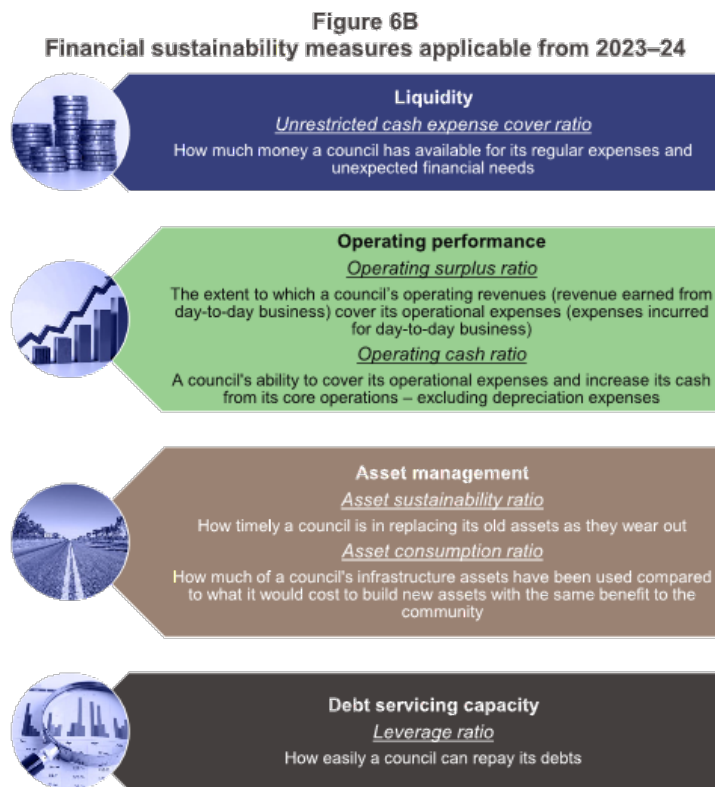 Figure 6B
Financial sustainability measures applicable from 2023–24
Liquidity
Unrestricted cash expense cover ratio
How much money a council has available for its regular expenses and
unexpected financial needs
Operating performance
Operating surplus ratio
The extent to which a council's operating revenues (revenue earned from
day-to-day business) cover its operational expenses (expenses incurred
for day-to-day business)
Operating cash ratio
A council's ability to cover its operational expenses and increase its cash
from its core operations – excluding depreciation expenses
Asset management
Asset sustainability ratio
How timely a council is in replacing its old assets as they wear out
Asset consumption ratio
How much of a council's infrastructure assets have been used compared
to what it would cost to build new assets with the same benefit to the
community
Debt servicing capacity
Leverage ratio
How easily a council can repay its debts